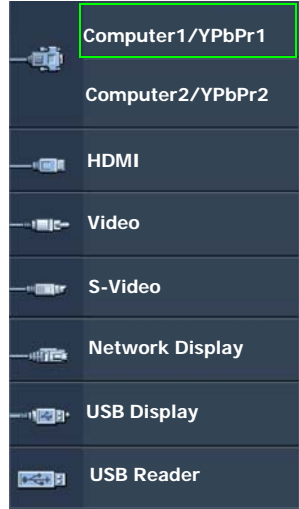 Computer1/YPbPr1
Computer2/YPbPr2
HDMI
Video
S-Video
Network Display
USB Display
USB Reader